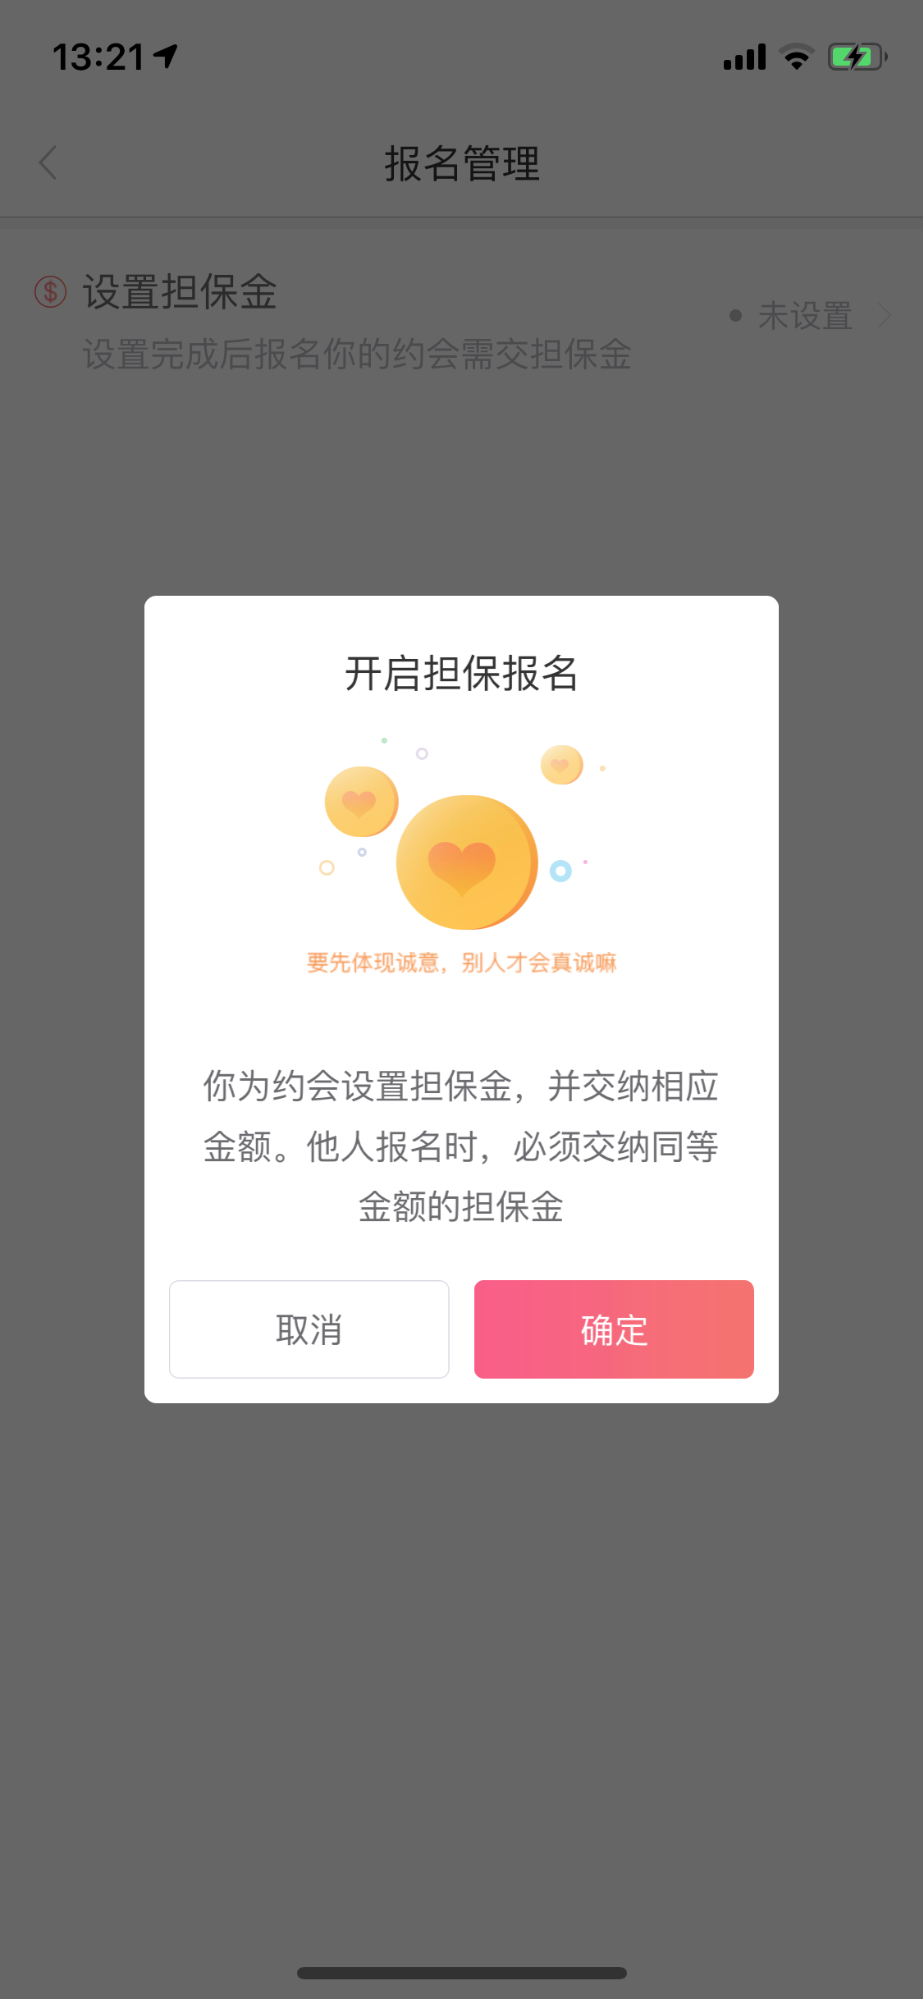 13:21
报名管理
设置担保金
未设置
设置完成后报名你的约会需交担保金
开启担保报名
要先体现诚意，别人才会真诚嘛
你为约会设置担保金，并交纳相应
金额。他人报名时，必须交纳同等
金额的担保金
取消
确定